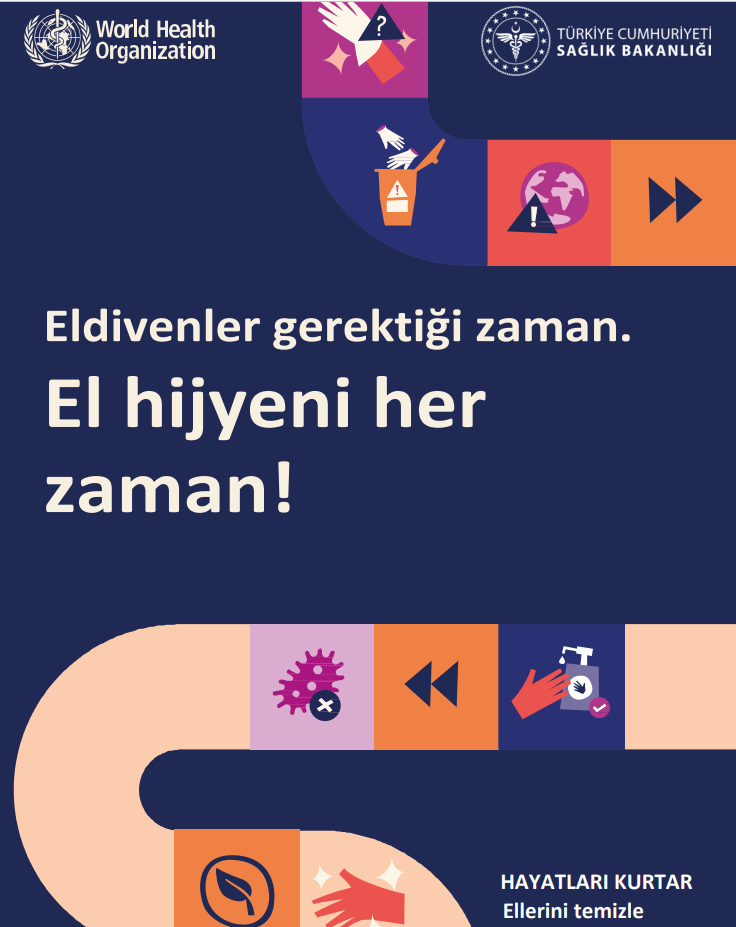 World Health
Organization
TÜRKİYE CUMHURİYETİ
SAĞLIK BAKANLIĞI
?
!
!
Eldivenler gerektiği zaman.
El hijyeni her
zaman!
HAYATLARI KURTAR
Ellerini temizle